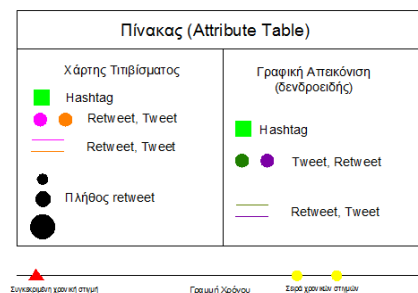 Πίνακας (Attribute Table)
Χάρτης Τιτιβίσματος
Hashtag
Retweet, Tweet
Retweet, Tweet
Πλήθος retweet
Γραφική Απεικόνιση
(δενδροειδής)
Hashtag
Tweet, Retweet
Retweet, Tweet
Συγκεκριμένη χρονική στιγμή
Γραμμή Χρόνου
Σειρά χρονικών στιγμών